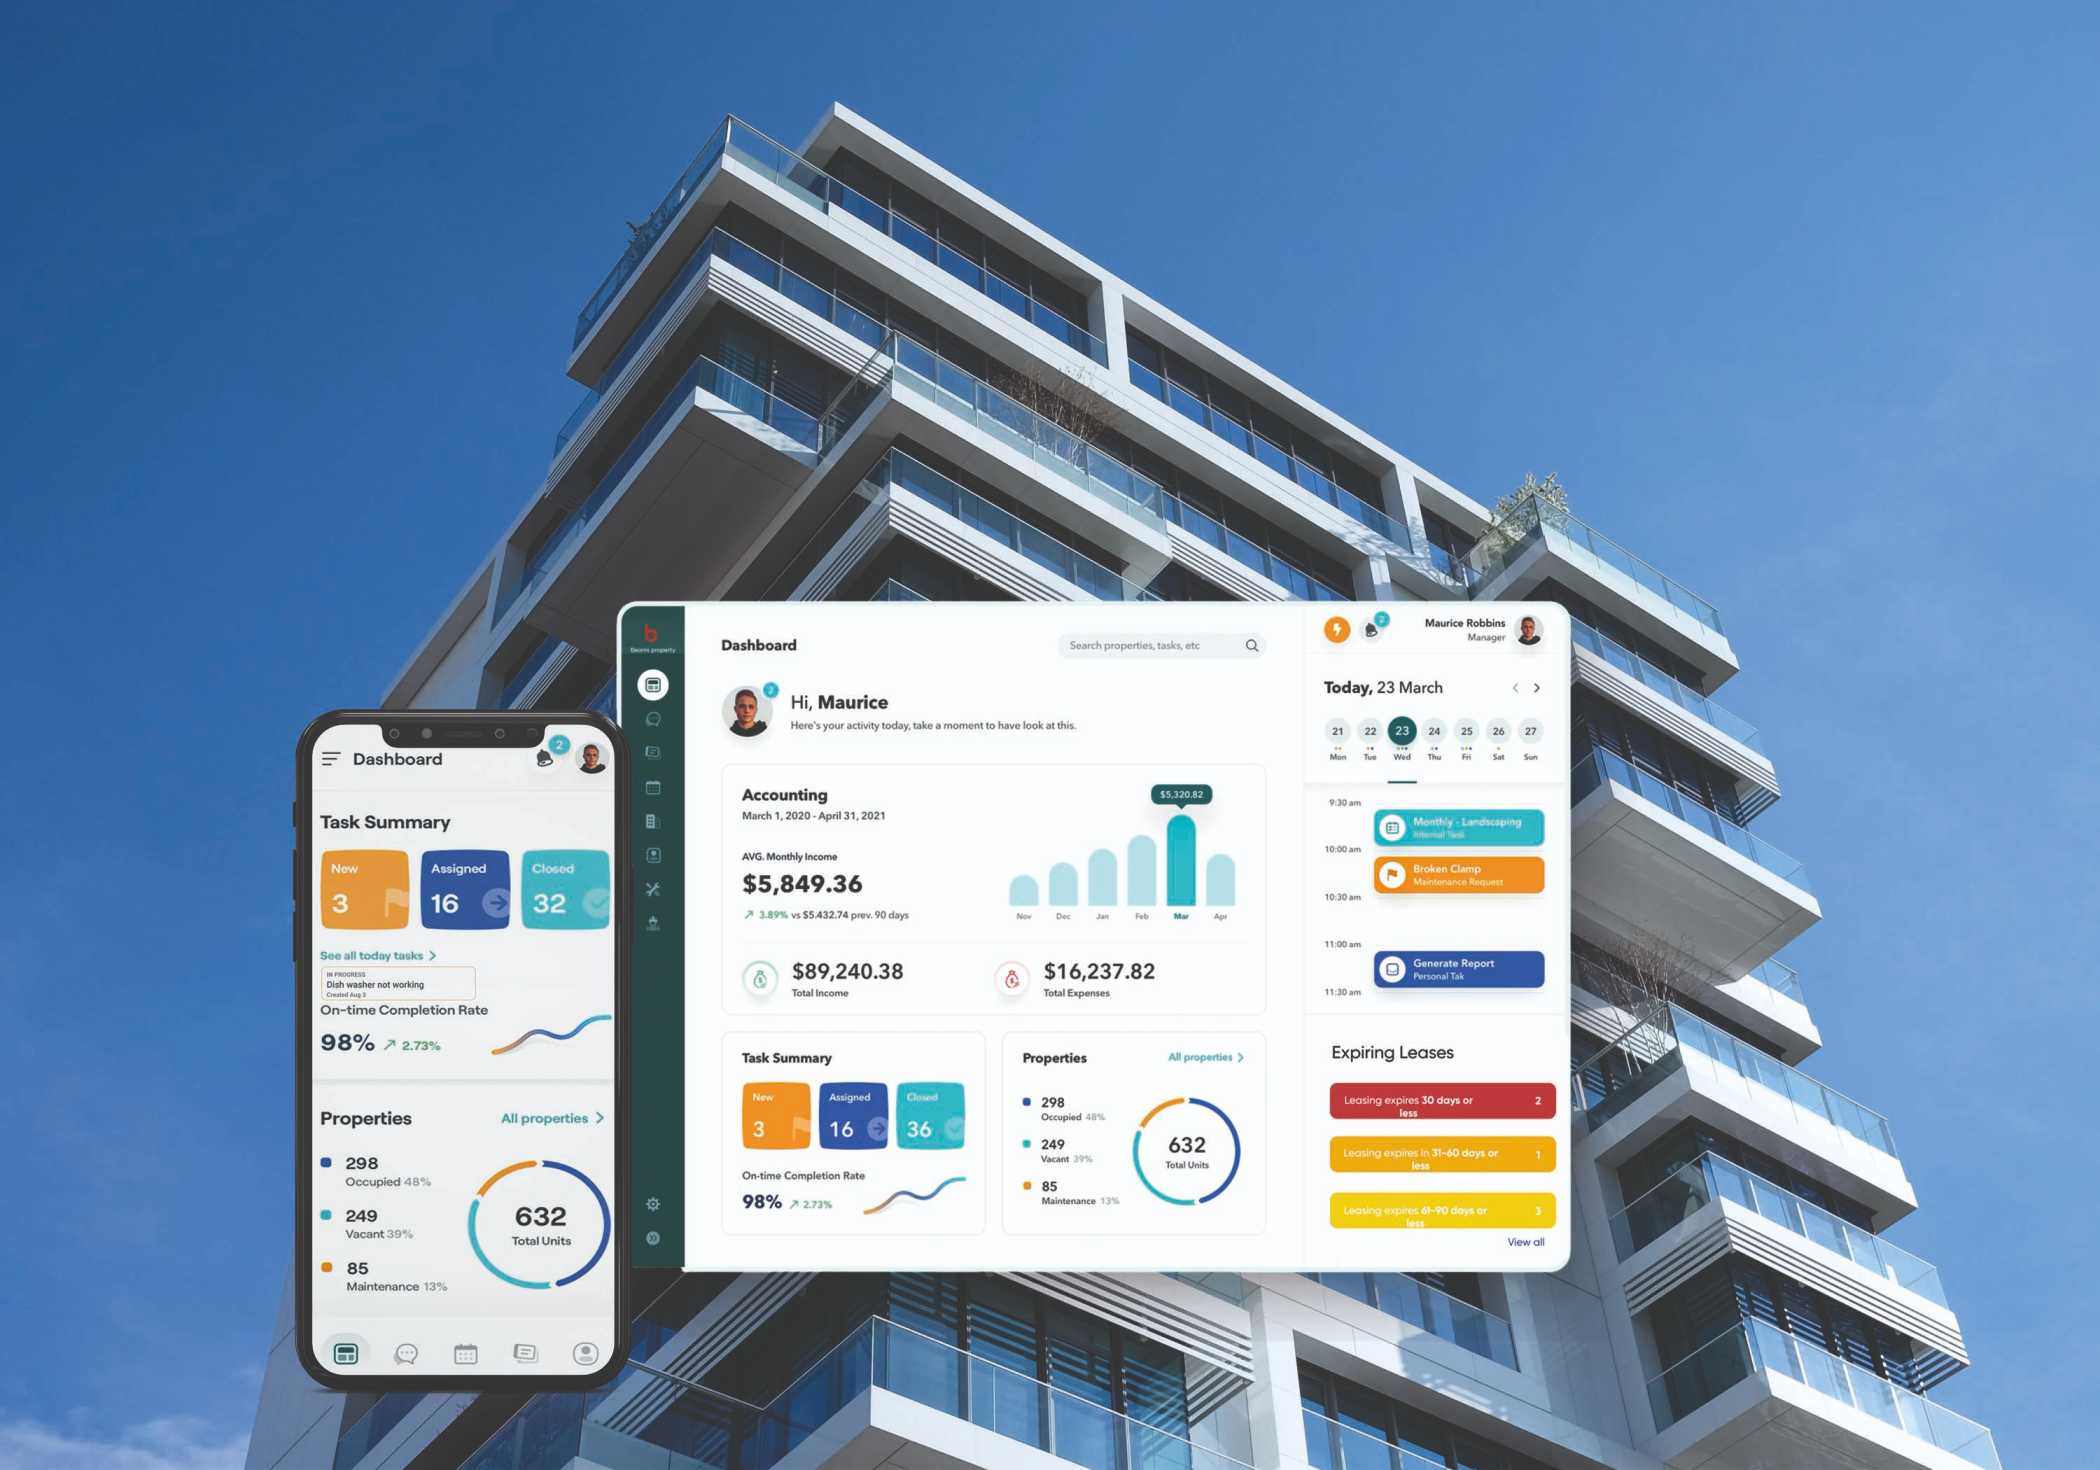 Dashboard
2
Task Summary
New
3
Assigned
16
Closed
32
See all today tasks
IN PROGRESS
Dish washer not working
Created Aug 3
On-time Completion Rate
98% 2.73%
Properties
All properties
298
Occupied 48%
249
Vacant 39%
85
Maintenance 13%
632
Total Units
b
Beams property
Dashboard
Search properties, tasks, etc
2
Hi, Maurice
Here's your activity today, take a moment to have look at this.
Accounting
March 1, 2020 - April 31, 2021
AVG. Monthly Income
$5,849.36
3.89% vs $5.432.74 prev. 90 days
$5,320.82
Nov Dec Jan Feb Mar Apr
$89,240.38
Total Income
$16,237.82
Total Expenses
Task Summary
New
3
Assigned
16
Closed
36
On-time Completion Rate
98% 2.73%
Properties
All properties
298
Occupied 48%
249
Vacant 39%
85
Maintenance 13%
632
Total Units
2
Maurice Robbins
Manager
Today, 23 March
21 22 23 24 25 26 27
Mon Tue Wed Thu Fri Sat Sun
9:30 am
Monthly - Landscaping
Internal Task
10:00 am
Broken Clamp
Maintenance Request
10:30 am
11:00 am
Generate Report
Personal Tak
11:30 am
Expiring Leases
Leasing expires 30 days or
less
2
Leasing expires in 31-60 days or
less
1
Leasing expires 61-90 days or
less
3
View all